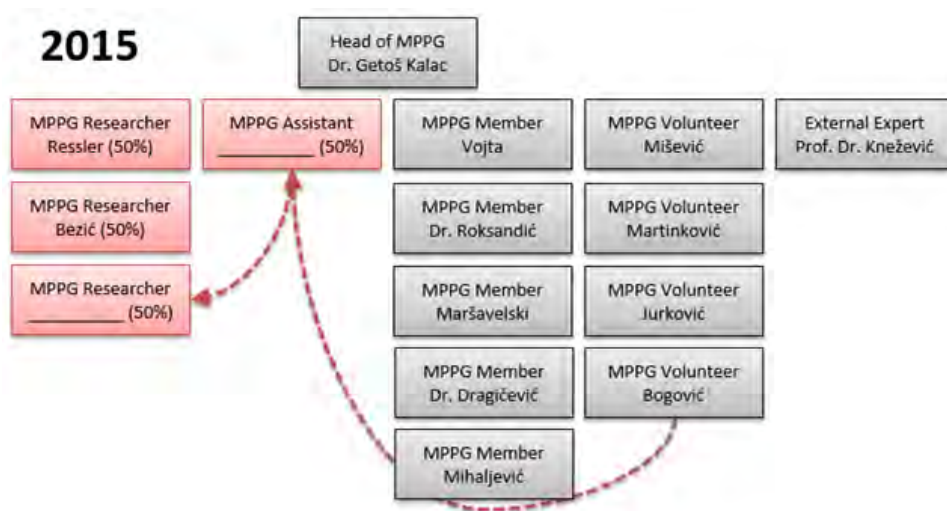 2015
Head of MPPG
Dr. Getoš Kalac
MPPG Researcher
Ressler (50%)
MPPG Assistant
___________ (50%)
MPPG Member
Vojta
MPPG Volunteer
Mišević
External Expert
Prof. Dr. Knežević
MPPG Researcher
Bezić (50%)
MPPG Member
Dr. Roksandić
MPPG Volunteer
Martinković
MPPG Researcher
___________ (50%)
MPPG Member
Maršavelski
MPPG Volunteer
Jurković
MPPG Member
Dr. Dragičević
MPPG Volunteer
Bogović
MPPG Member
Mihaljević